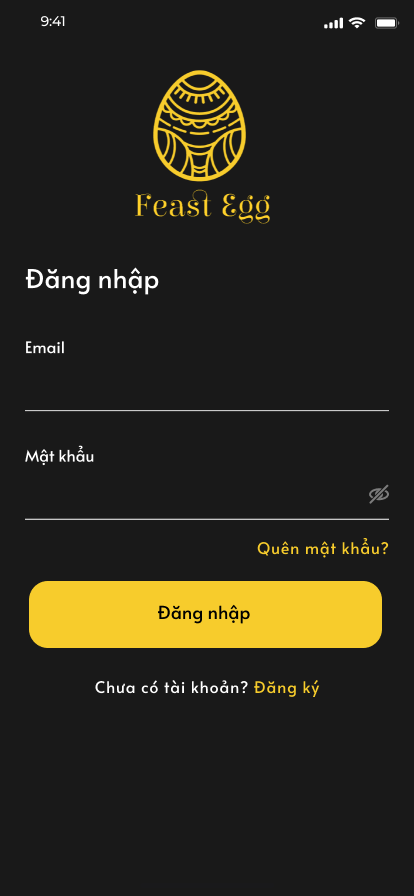 9:41
Feast Egg
Đăng nhập
Email
Mật khẩu
Quên mật khẩu?
Đăng nhập
Chưa có tài khoản? Đăng ký